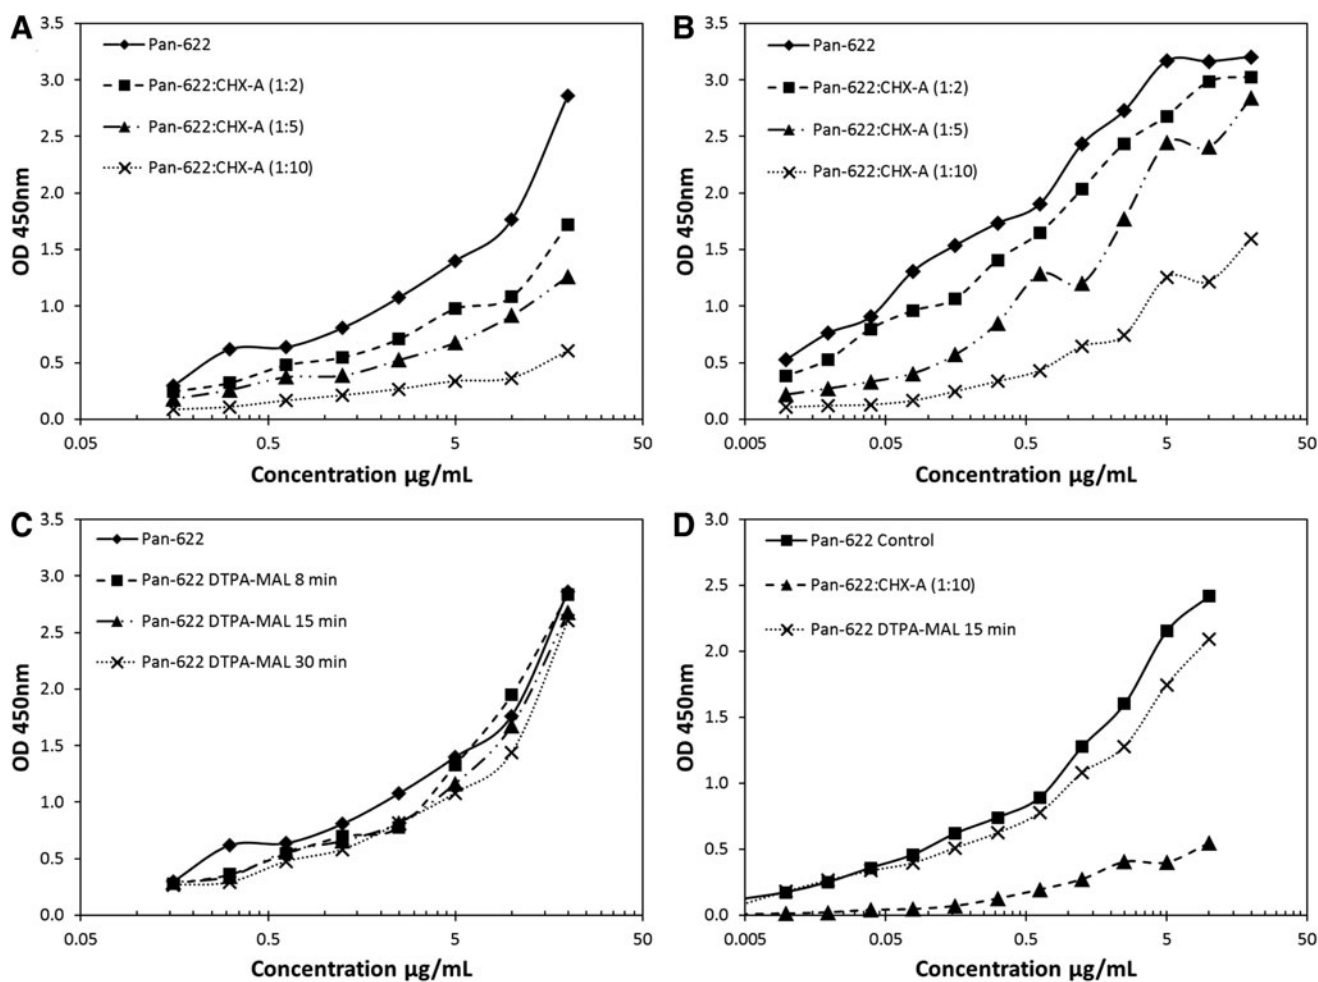 A
OD 450nm
3.5
3.0
2.5
2.0
1.5
1.0
0.5
0.0
Pan-622
Pan-622:CHX-A (1:2)
Pan-622:CHX-A (1:5)
Pan-622:CHX-A (1:10)
0.05 0.5 5 50
Concentration µg/mL
B
OD 450nm
3.5
3.0
2.5
2.0
1.5
1.0
0.5
0.0
Pan-622
Pan-622:CHX-A (1:2)
Pan-622:CHX-A (1:5)
Pan-622:CHX-A (1:10)
0.005 0.05 0.5 5 50
Concentration µg/mL
C
OD 450nm
3.5
3.0
2.5
2.0
1.5
1.0
0.5
0.0
Pan-622
Pan-622 DTPA-MAL 8 min
Pan-622 DTPA-MAL 15 min
Pan-622 DTPA-MAL 30 min
0.05 0.5 5 50
Concentration µg/mL
D
OD 450nm
3.0
2.5
2.0
1.5
1.0
0.5
0.0
Pan-622 Control
Pan-622:CHX-A (1:10)
Pan-622 DTPA-MAL 15 min
0.005 0.05 0.5 5 50
Concentration µg/mL